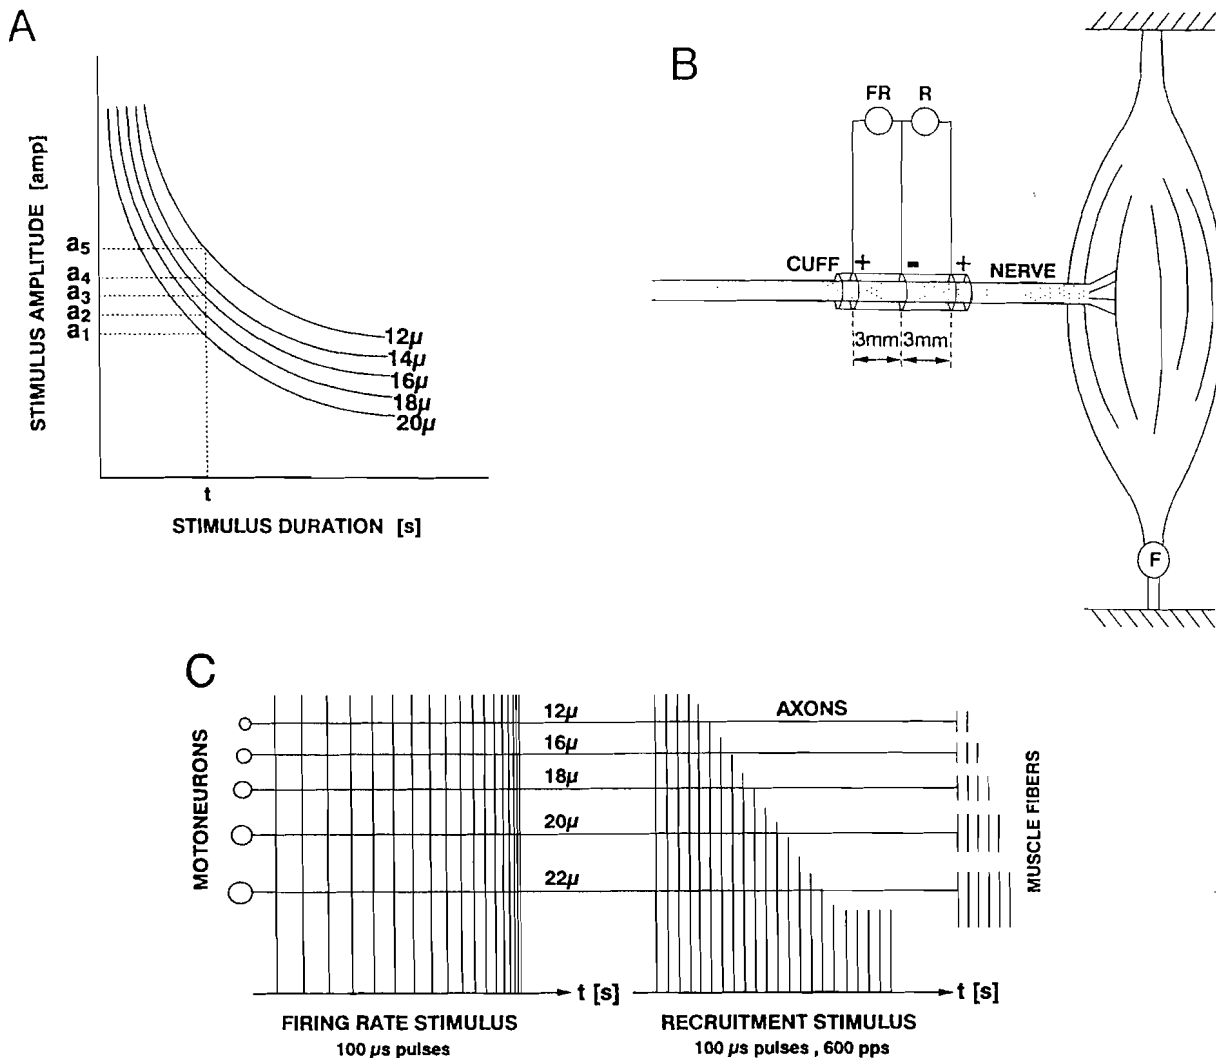 A
STIMULUS AMPLITUDE [amp]
a5
a4
a3
a2
a1
12µ
14µ
16µ
18µ
20µ
t
STIMULUS DURATION [s]
B
FR R
CUFF + - + NERVE
3mm 3mm
F
C
MOTONEURONS
12µ
16µ
18µ
20µ
22µ
AXONS
MUSCLE FIBERS
t [s]
t [s]
FIRING RATE STIMULUS
100 µs pulses
RECRUITMENT STIMULUS
100 µs pulses , 600 pps